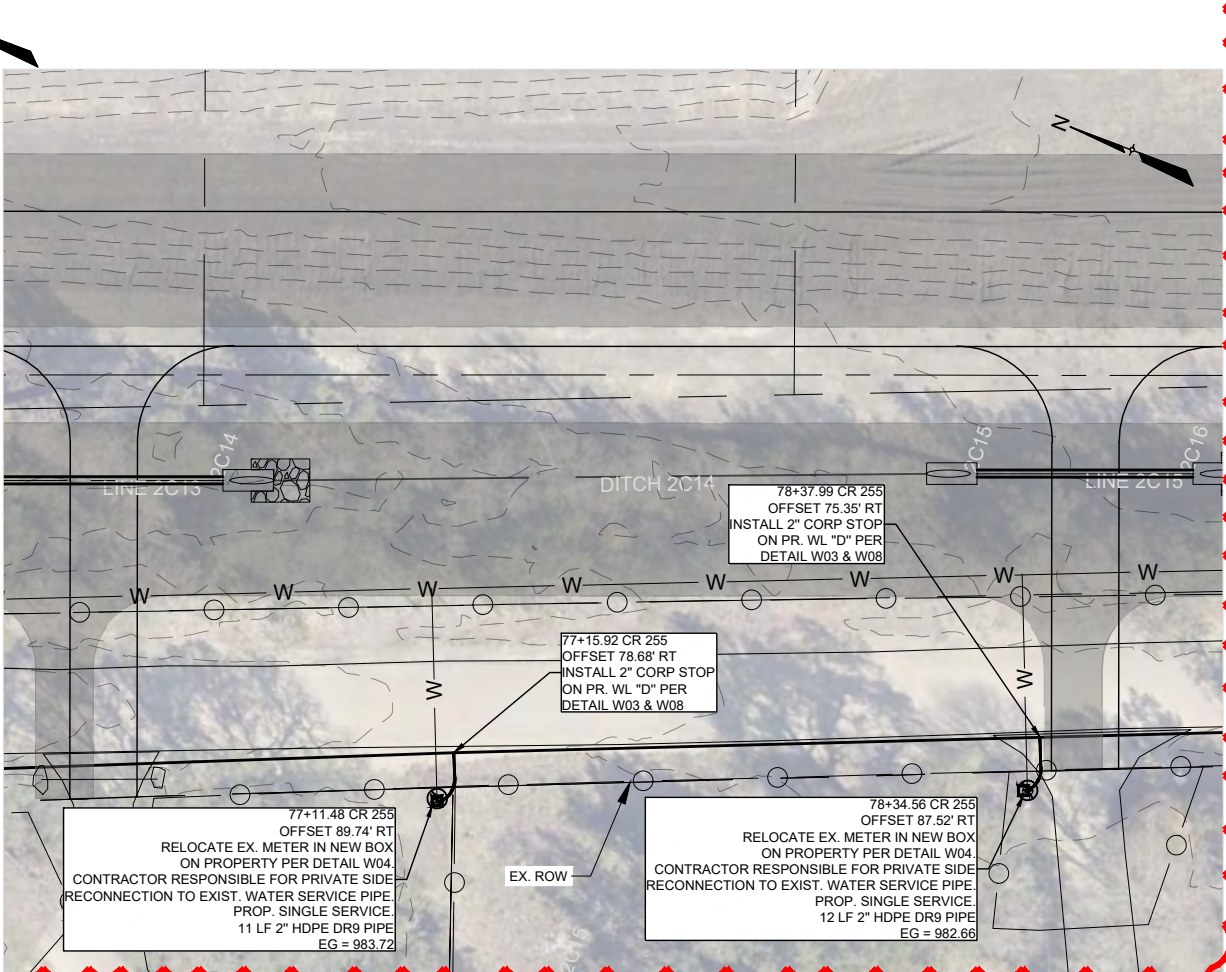 N
2C14
LINE 2C13
DITCH 2C14
2C15
LINE 2C15
2C16
78+37.99 CR 255
OFFSET 75.35' RT
INSTALL 2" CORP STOP
ON PR. WL "D" PER
DETAIL W03 & W08
W
W
W
W
W
W
W
W
77+15.92 CR 255
OFFSET 78.68' RT
INSTALL 2" CORP STOP
ON PR. WL "D" PER
DETAIL W03 & W08
W
W
77+11.48 CR 255
OFFSET 89.74' RT
RELOCATE EX. METER IN NEW BOX
ON PROPERTY PER DETAIL W04.
CONTRACTOR RESPONSIBLE FOR PRIVATE SIDE
RECONNECTION TO EXIST. WATER SERVICE PIPE.
PROP. SINGLE SERVICE.
11 LF 2" HDPE DR9 PIPE
EG = 983.72
EX. ROW
78+34.56 CR 255
OFFSET 87.52' RT
RELOCATE EX. METER IN NEW BOX
ON PROPERTY PER DETAIL W04.
CONTRACTOR RESPONSIBLE FOR PRIVATE SIDE
RECONNECTION TO EXIST. WATER SERVICE PIPE.
PROP. SINGLE SERVICE.
12 LF 2" HDPE DR9 PIPE
EG = 982.66